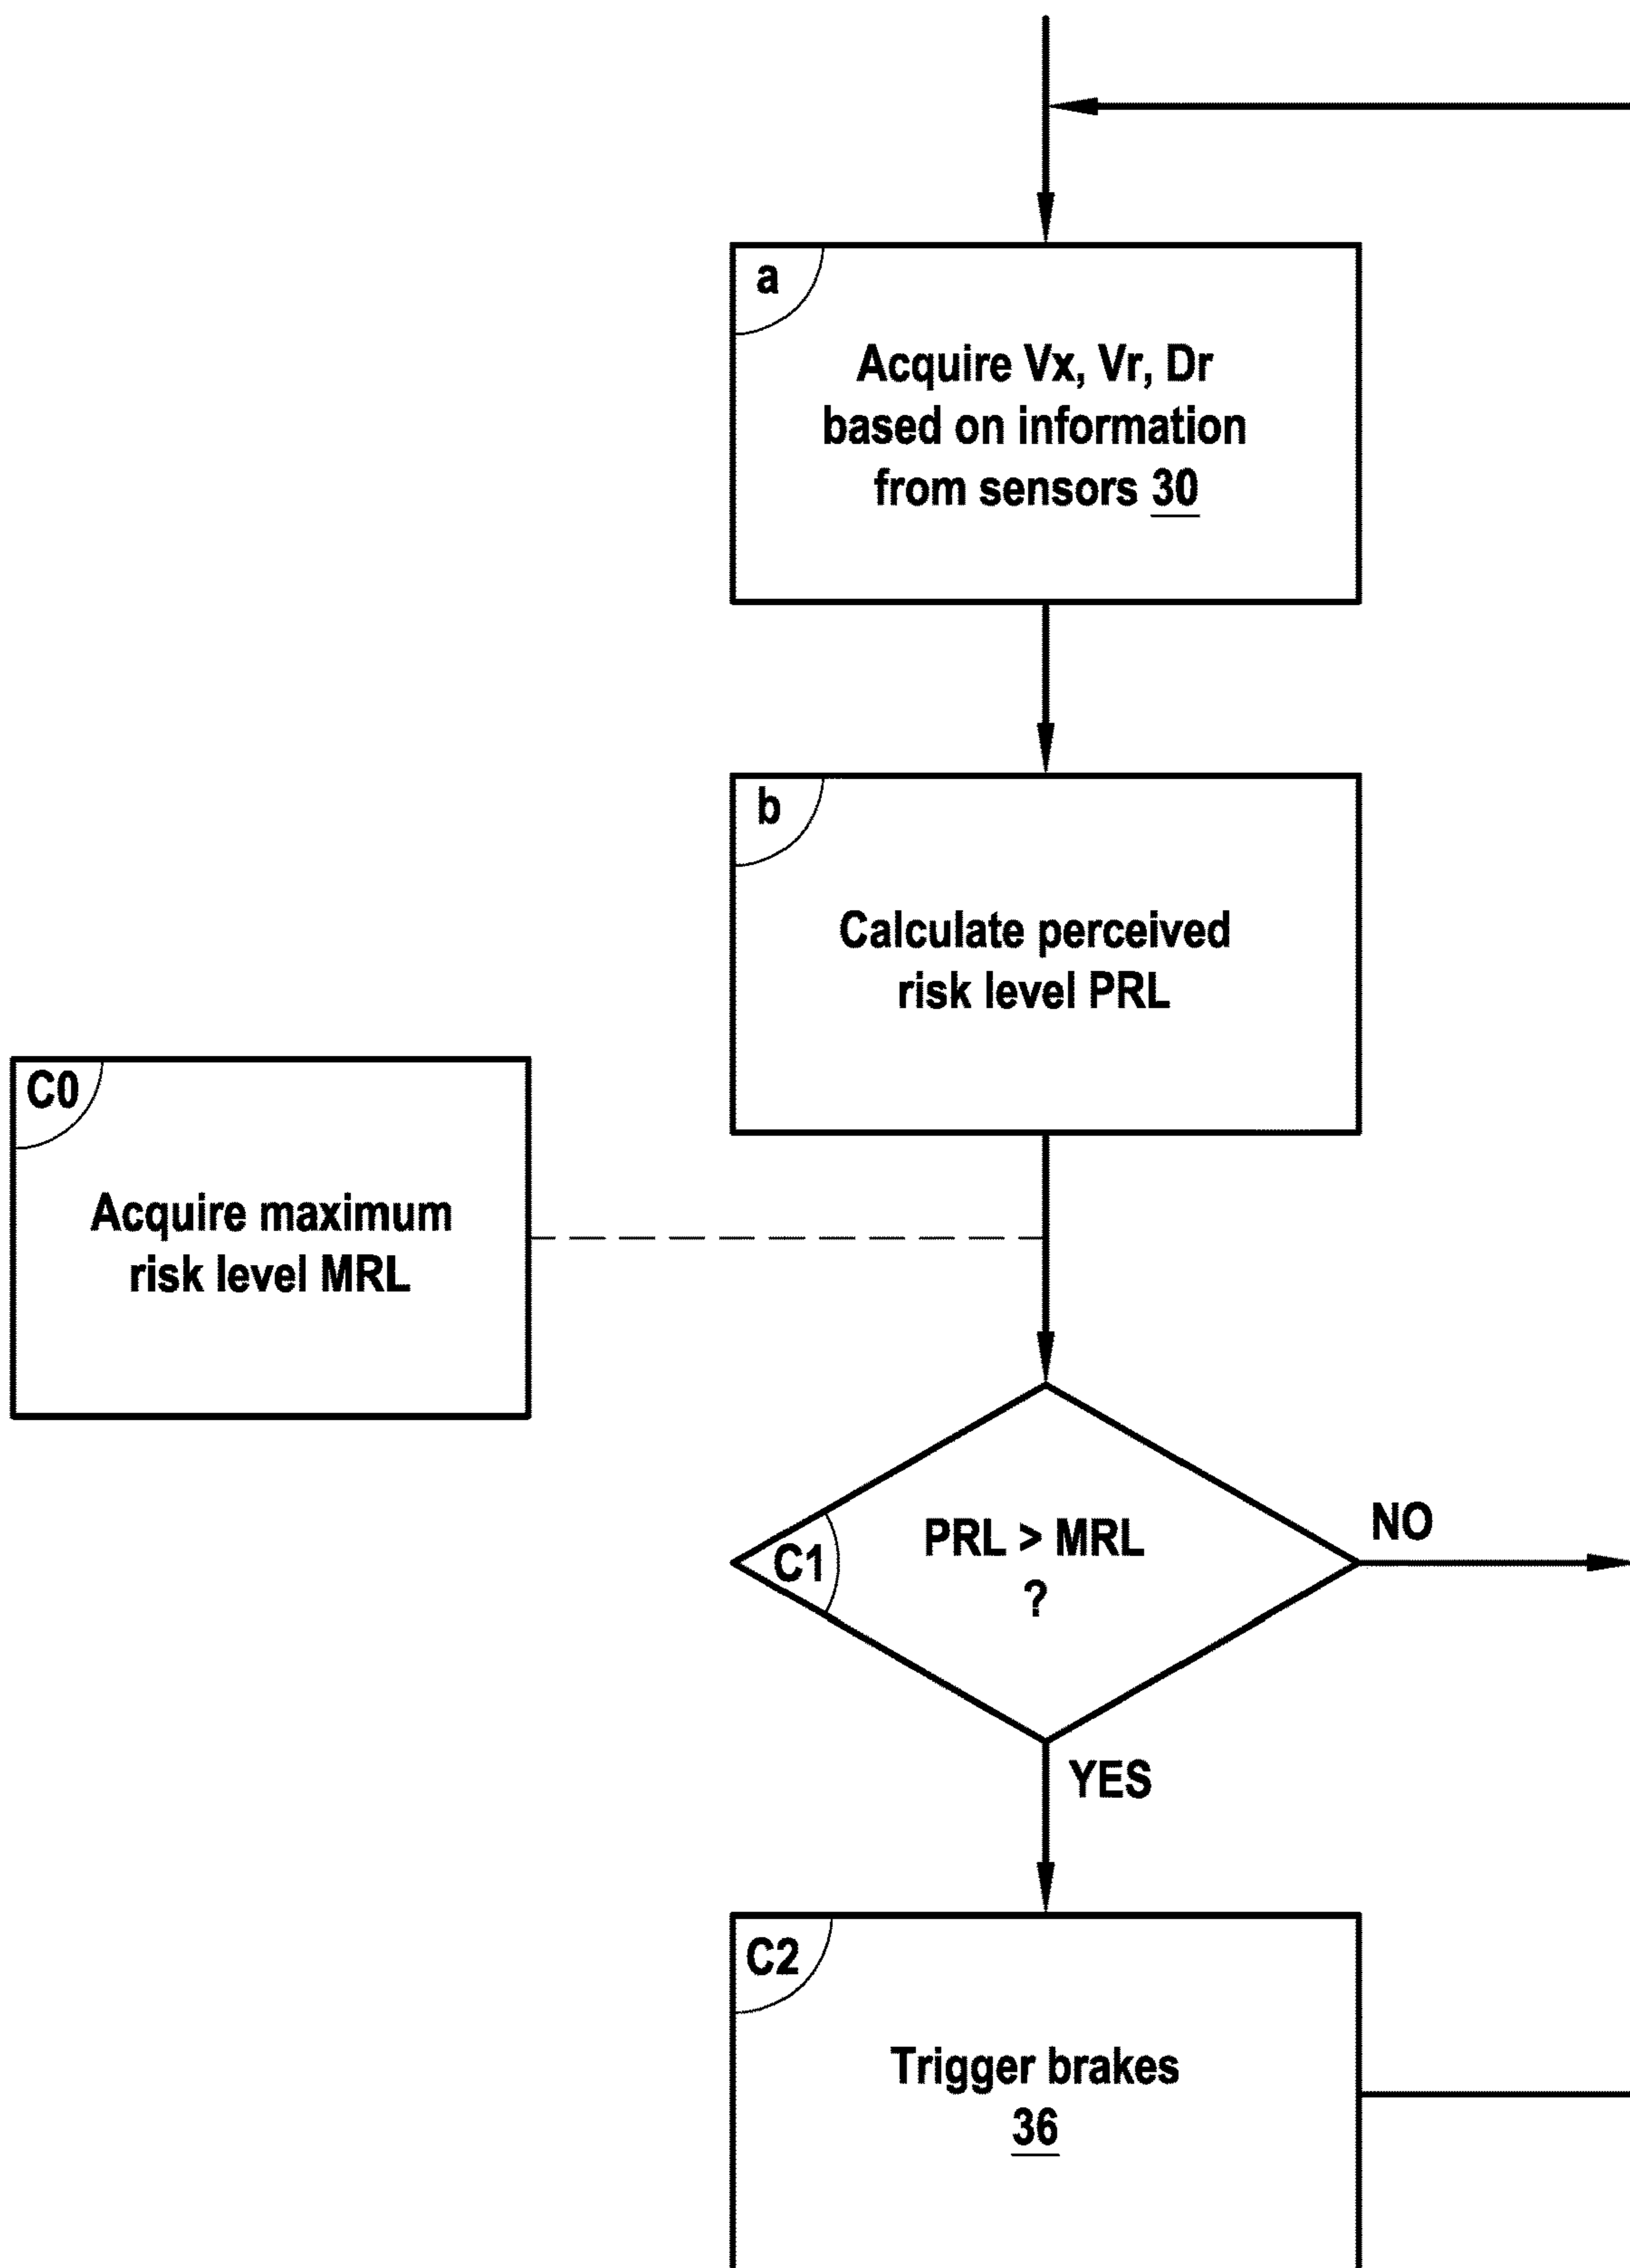 a
Acquire Vx, Vr, Dr
based on information
from sensors 30
b
Calculate perceived
risk level PRL
C0
Acquire maximum
risk level MRL
C1
PRL > MRL
?
NO
YES
C2
Trigger brakes
36